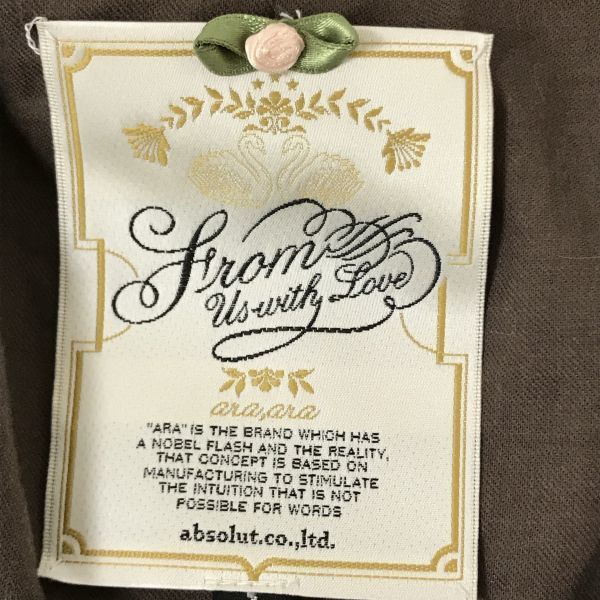 From
Us with Love
ara,ara
"ARA" IS THE BRAND WHICH HAS
A NOBEL FLASH AND THE REALITY,
THAT CONCEPT IS BASED ON
MANUFACTURING TO STIMULATE
THE INTUITION THAT IS NOT
POSSIBLE FOR WORDS
absolut.co.,ltd.